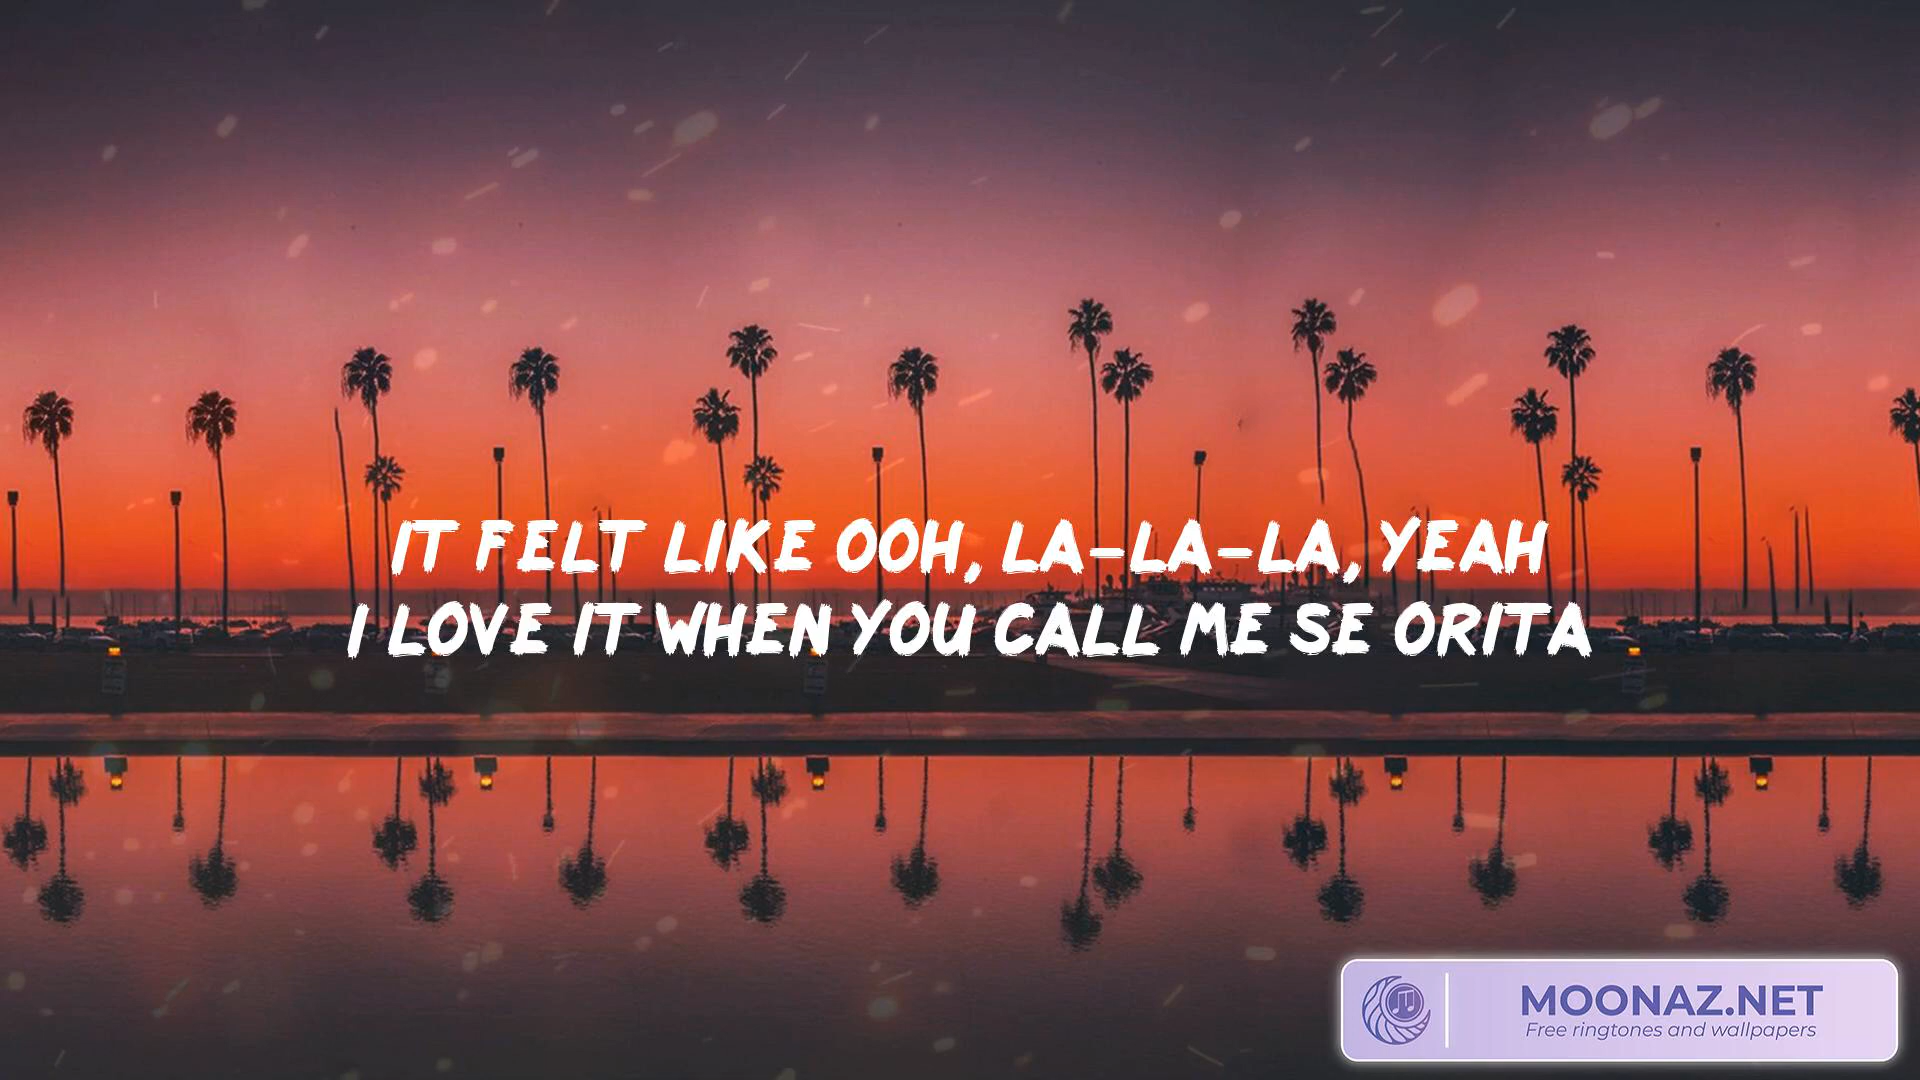 IT FELT LIKE OOH, LA-LA-LA, YEAH
I LOVE IT WHEN YOU CALL ME SE ORITA
MOONAZ.NET
Free ringtones and wallpapers